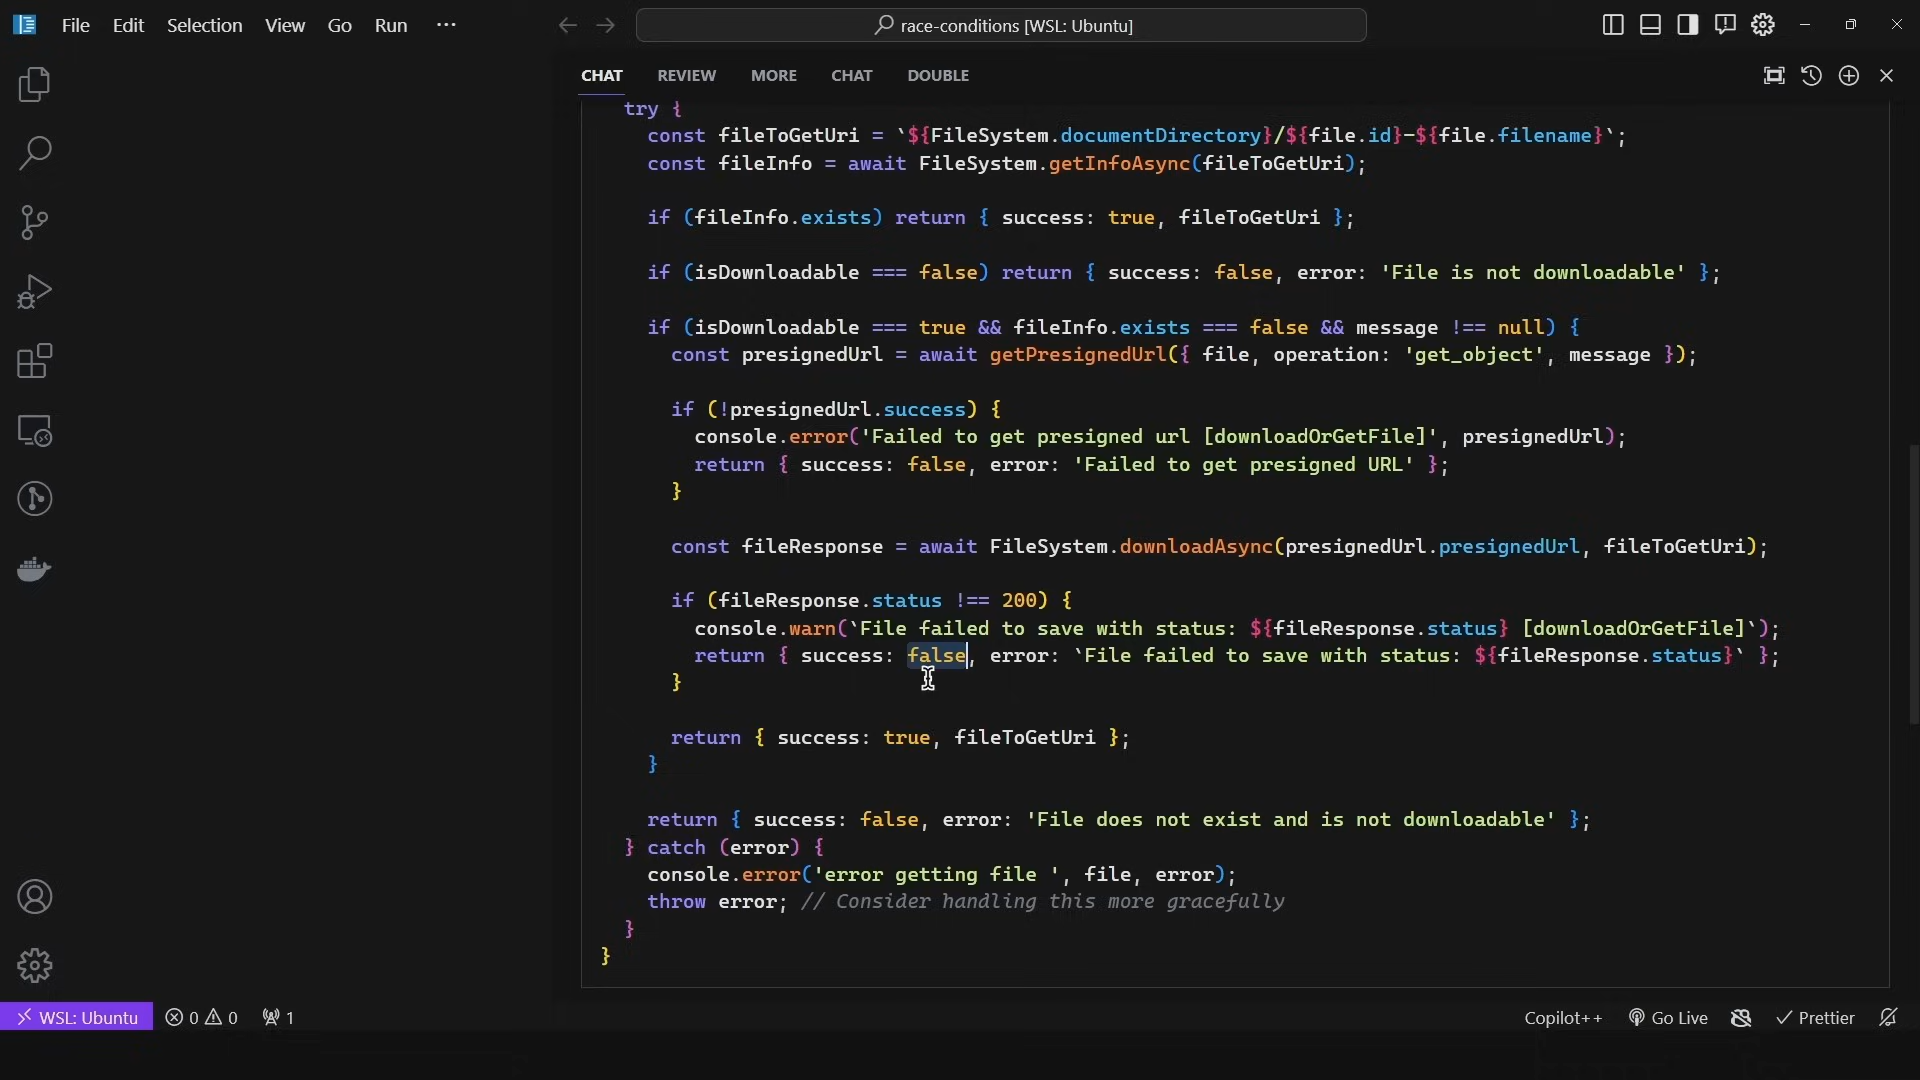 File Edit Selection View Go Run ···
race-conditions [WSL: Ubuntu]
CHAT REVIEW MORE CHAT DOUBLE
try {
const fileToGetUri = `${FileSystem.documentDirectory}/${file.id}-${file.filename}`;
const fileInfo = await FileSystem.getInfoAsync(fileToGetUri);
if (fileInfo.exists) return { success: true, fileToGetUri };
if (isDownloadable === false) return { success: false, error: 'File is not downloadable' };
if (isDownloadable === true && fileInfo.exists === false && message !== null) {
const presignedUrl = await getPresignedUrl({ file, operation: 'get_object', message });
if (!presignedUrl.success) {
console.error('Failed to get presigned url [downloadOrGetFile]', presignedUrl);
return { success: false, error: 'Failed to get presigned URL' };
}
const fileResponse = await FileSystem.downloadAsync(presignedUrl.presignedUrl, fileToGetUri);
if (fileResponse.status !== 200) {
console.warn(`File failed to save with status: ${fileResponse.status} [downloadOrGetFile]`);
return { success: false, error: `File failed to save with status: ${fileResponse.status}` };
}
return { success: true, fileToGetUri };
}
return { success: false, error: 'File does not exist and is not downloadable' };
} catch (error) {
console.error('error getting file ', file, error);
throw error; // Consider handling this more gracefully
}
}
WSL: Ubuntu 0 0 1 Copilot++ Go Live Prettier